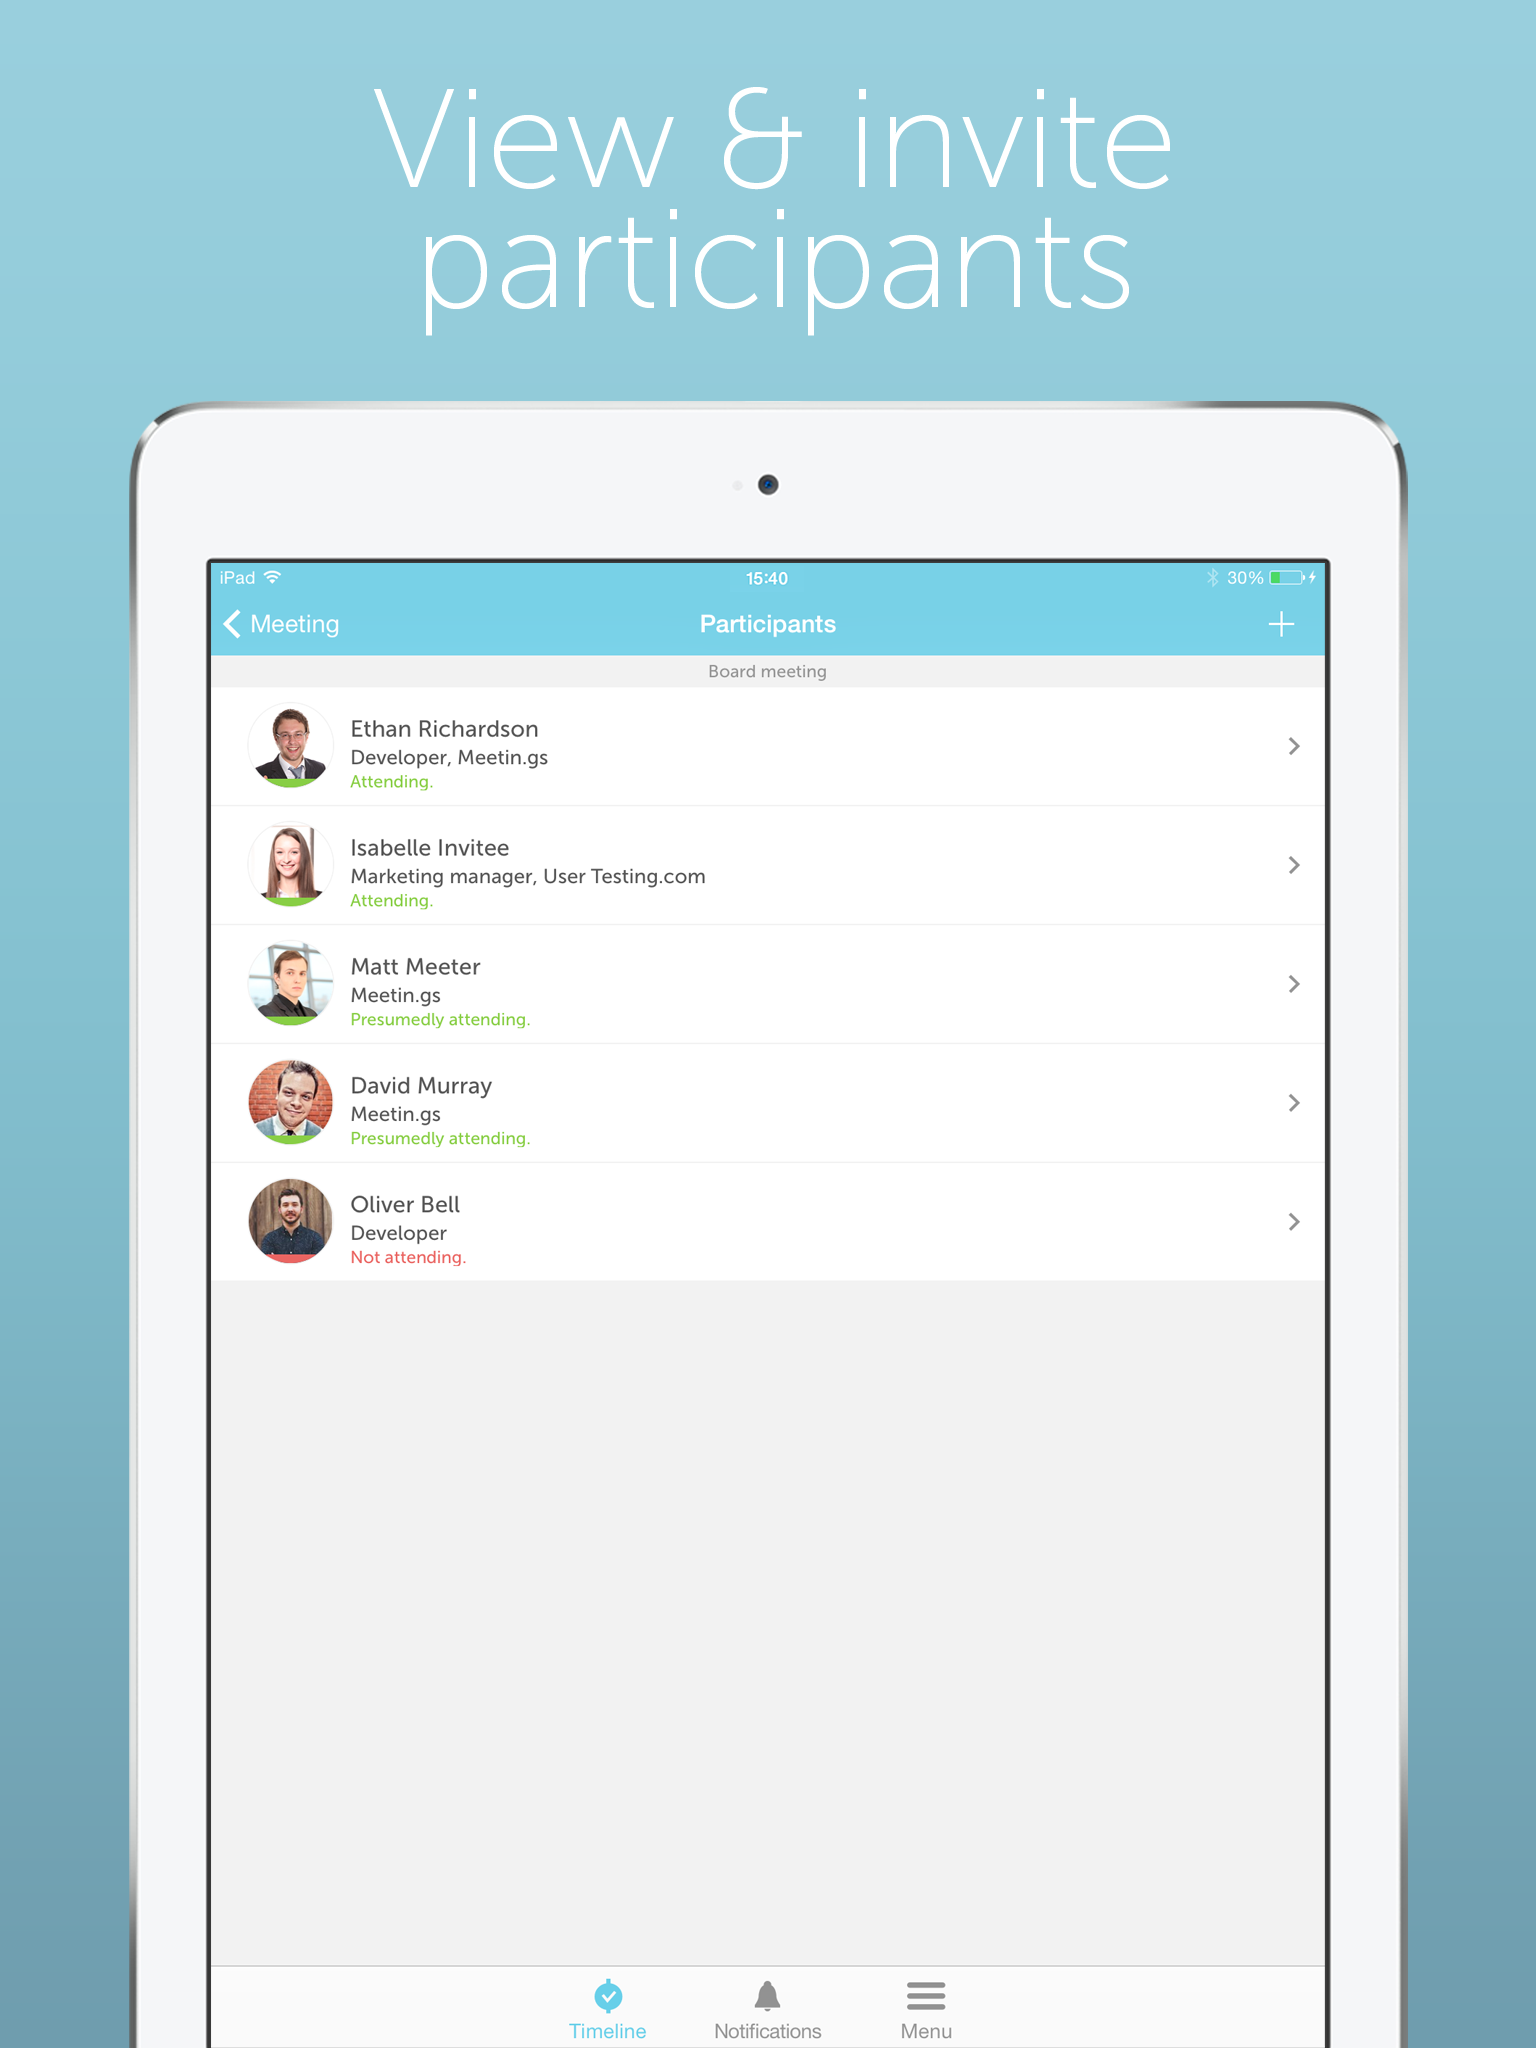 View & invite
participants
iPad 15:40 30%
Meeting Participants
Board meeting
Ethan Richardson
Developer, Meetin.gs
Attending.
Isabelle Invitee
Marketing manager, User Testing.com
Attending.
Matt Meeter
Meetin.gs
Presumedly attending.
David Murray
Meetin.gs
Presumedly attending.
Oliver Bell
Developer
Not attending.
Timeline Notifications Menu